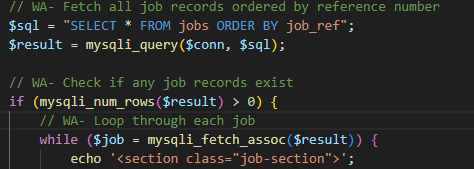 // WA- Fetch all job records ordered by reference number
$sql = "SELECT * FROM jobs ORDER BY job_ref";
$result = mysqli_query($conn, $sql);
// WA- Check if any job records exist
if (mysqli_num_rows($result) > 0) {
// WA- Loop through each job
while ($job = mysqli_fetch_assoc($result)) {
echo '<section class="job-section">';